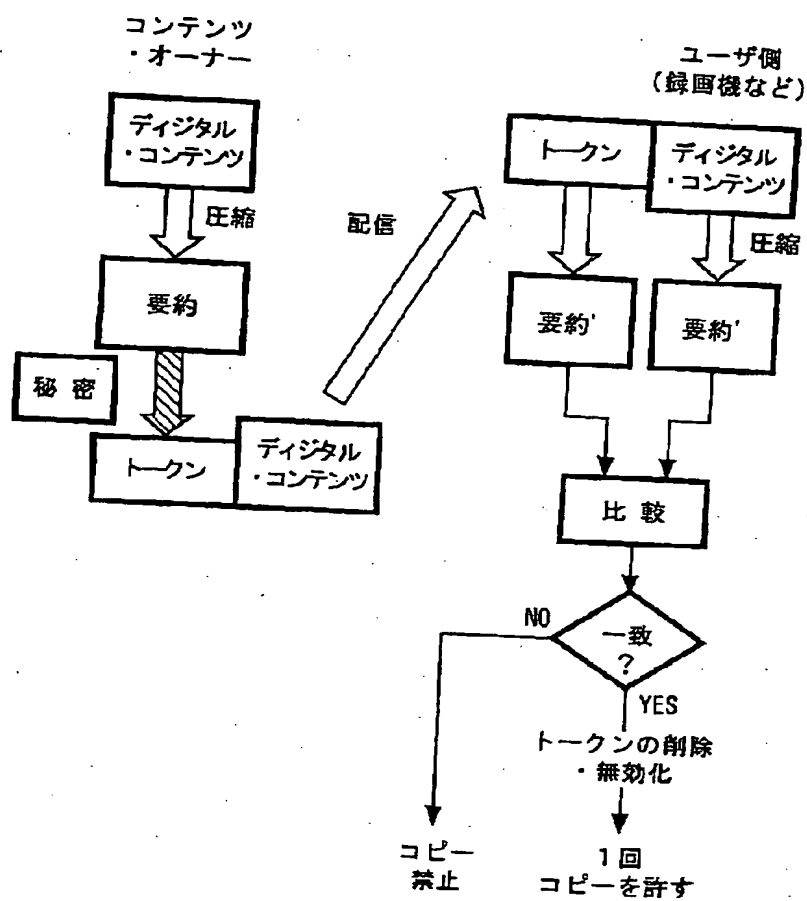 コンテンツ
・オーナー
ディジタル
・コンテンツ
圧縮
要約
秘密
トークン
ディジタル
・コンテンツ
配信
ユーザ側
(録画機など)
トークン
ディジタル
・コンテンツ
圧縮
要約'
要約'
比較
一致
?
NO
YES
トークンの削除
・無効化
コピー
禁止
1回
コピーを許す